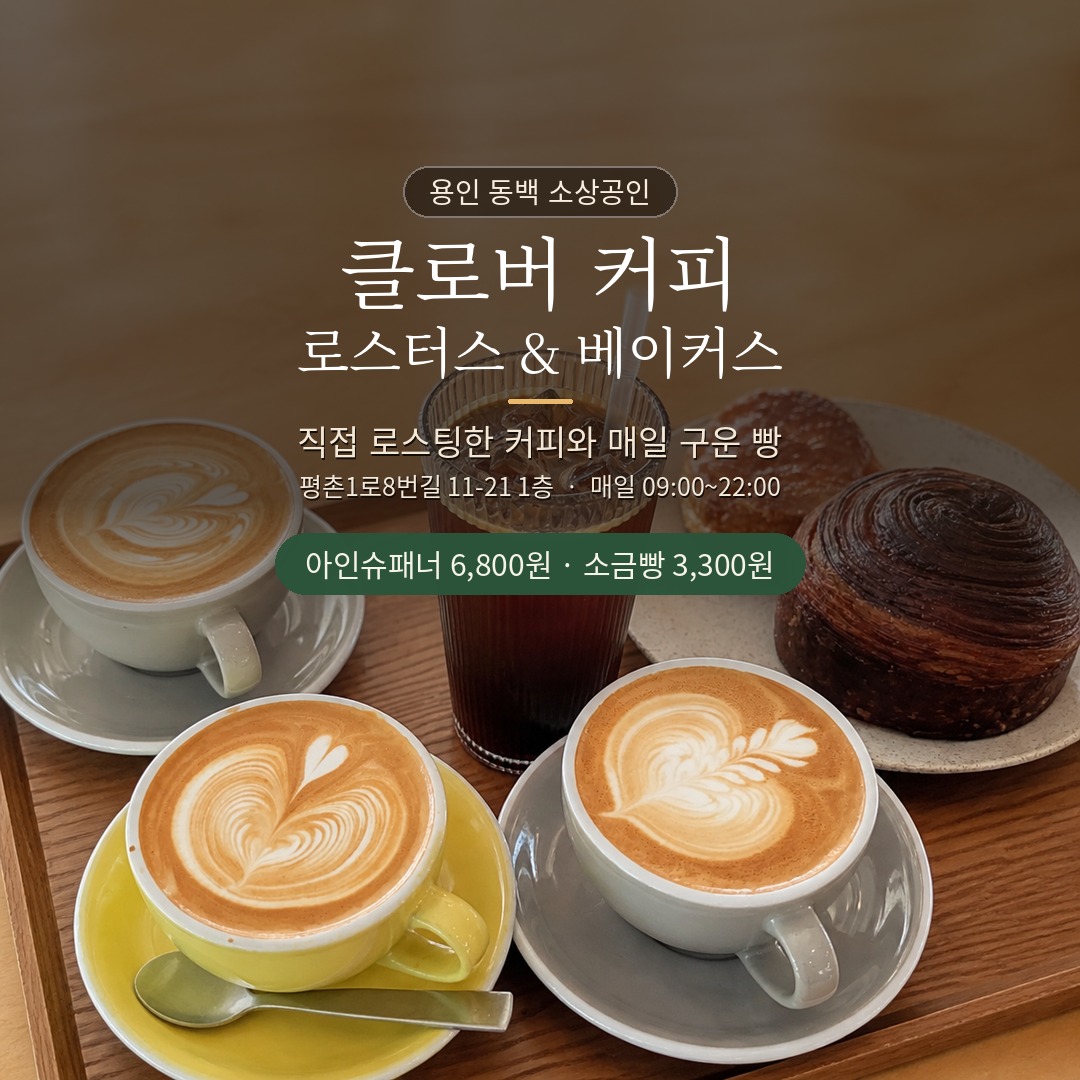 용인 동백 소상공인
클로버 커피
로스터스 & 베이커스
직접 로스팅한 커피와 매일 구운 빵
평촌1로8번길 11-21 1층 · 매일 09:00~22:00
아인슈패너 6,800원 · 소금빵 3,300원